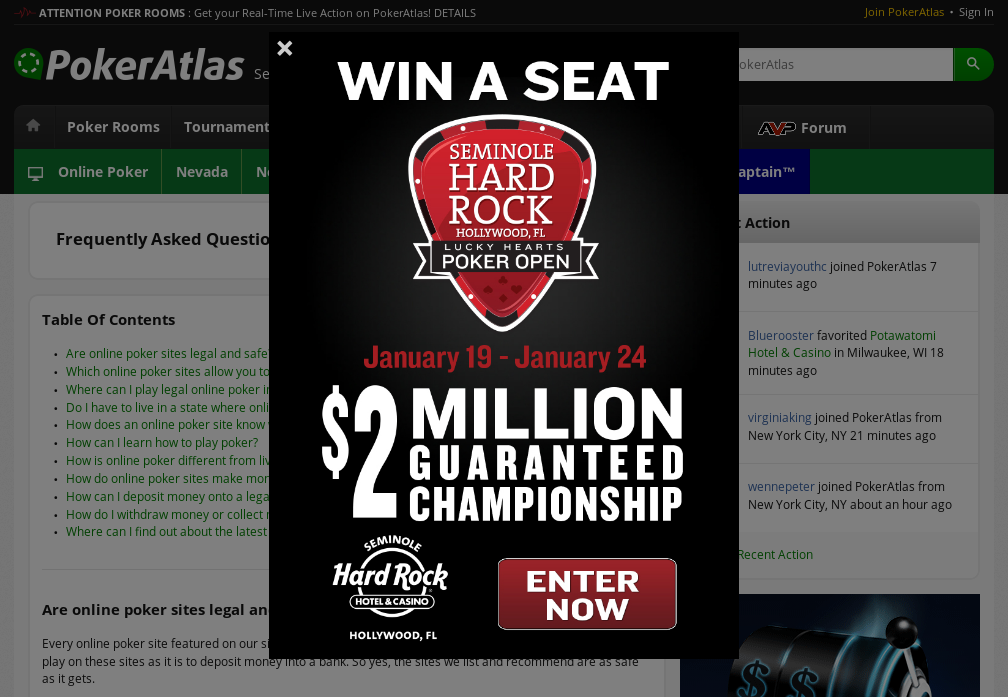 ATTENTION POKER ROOMS : Get your Real-Time Live Action on PokerAtlas! DETAILS
Join PokerAtlas • Sign In
PokerAtlas
Poker Rooms
Forum
Online Poker
Nevada
aptain™
Frequently Asked Questio
Table Of Contents
Are online poker sites legal and safe
Which online poker sites allow you to
Where can I play legal online poker in
Do I have to live in a state where onli
How does an online poker site know
How can I learn how to play poker?
How is online poker different from liv
How do online poker sites make mor
How can I deposit money onto a lega
How do I withdraw money or collect
Where can I find out about the latest
Are online poker sites legal an
Every online poker site featured on our si
play on these sites as it is to deposit money into a bank. So yes, the sites we list and recommend are as safe
as it gets.
WIN A SEAT
SEMINOLE
HARD
ROCK
HOLLYWOOD, FL
LUCKY HEARTS
POKER OPEN
January 19 - January 24
$2 MILLION
GUARANTEED
CHAMPIONSHIP
SEMINOLE
Hard Rock
HOTEL & CASINO
HOLLYWOOD, FL
ENTER
NOW
Action
lutreviayouthc joined PokerAtlas 7
minutes ago
Bluerooster favorited Potawatomi
Hotel & Casino in Milwaukee, WI 18
minutes ago
virginiaking joined PokerAtlas from
New York City, NY 21 minutes ago
wennepeter joined PokerAtlas from
New York City, NY about an hour ago
Recent Action